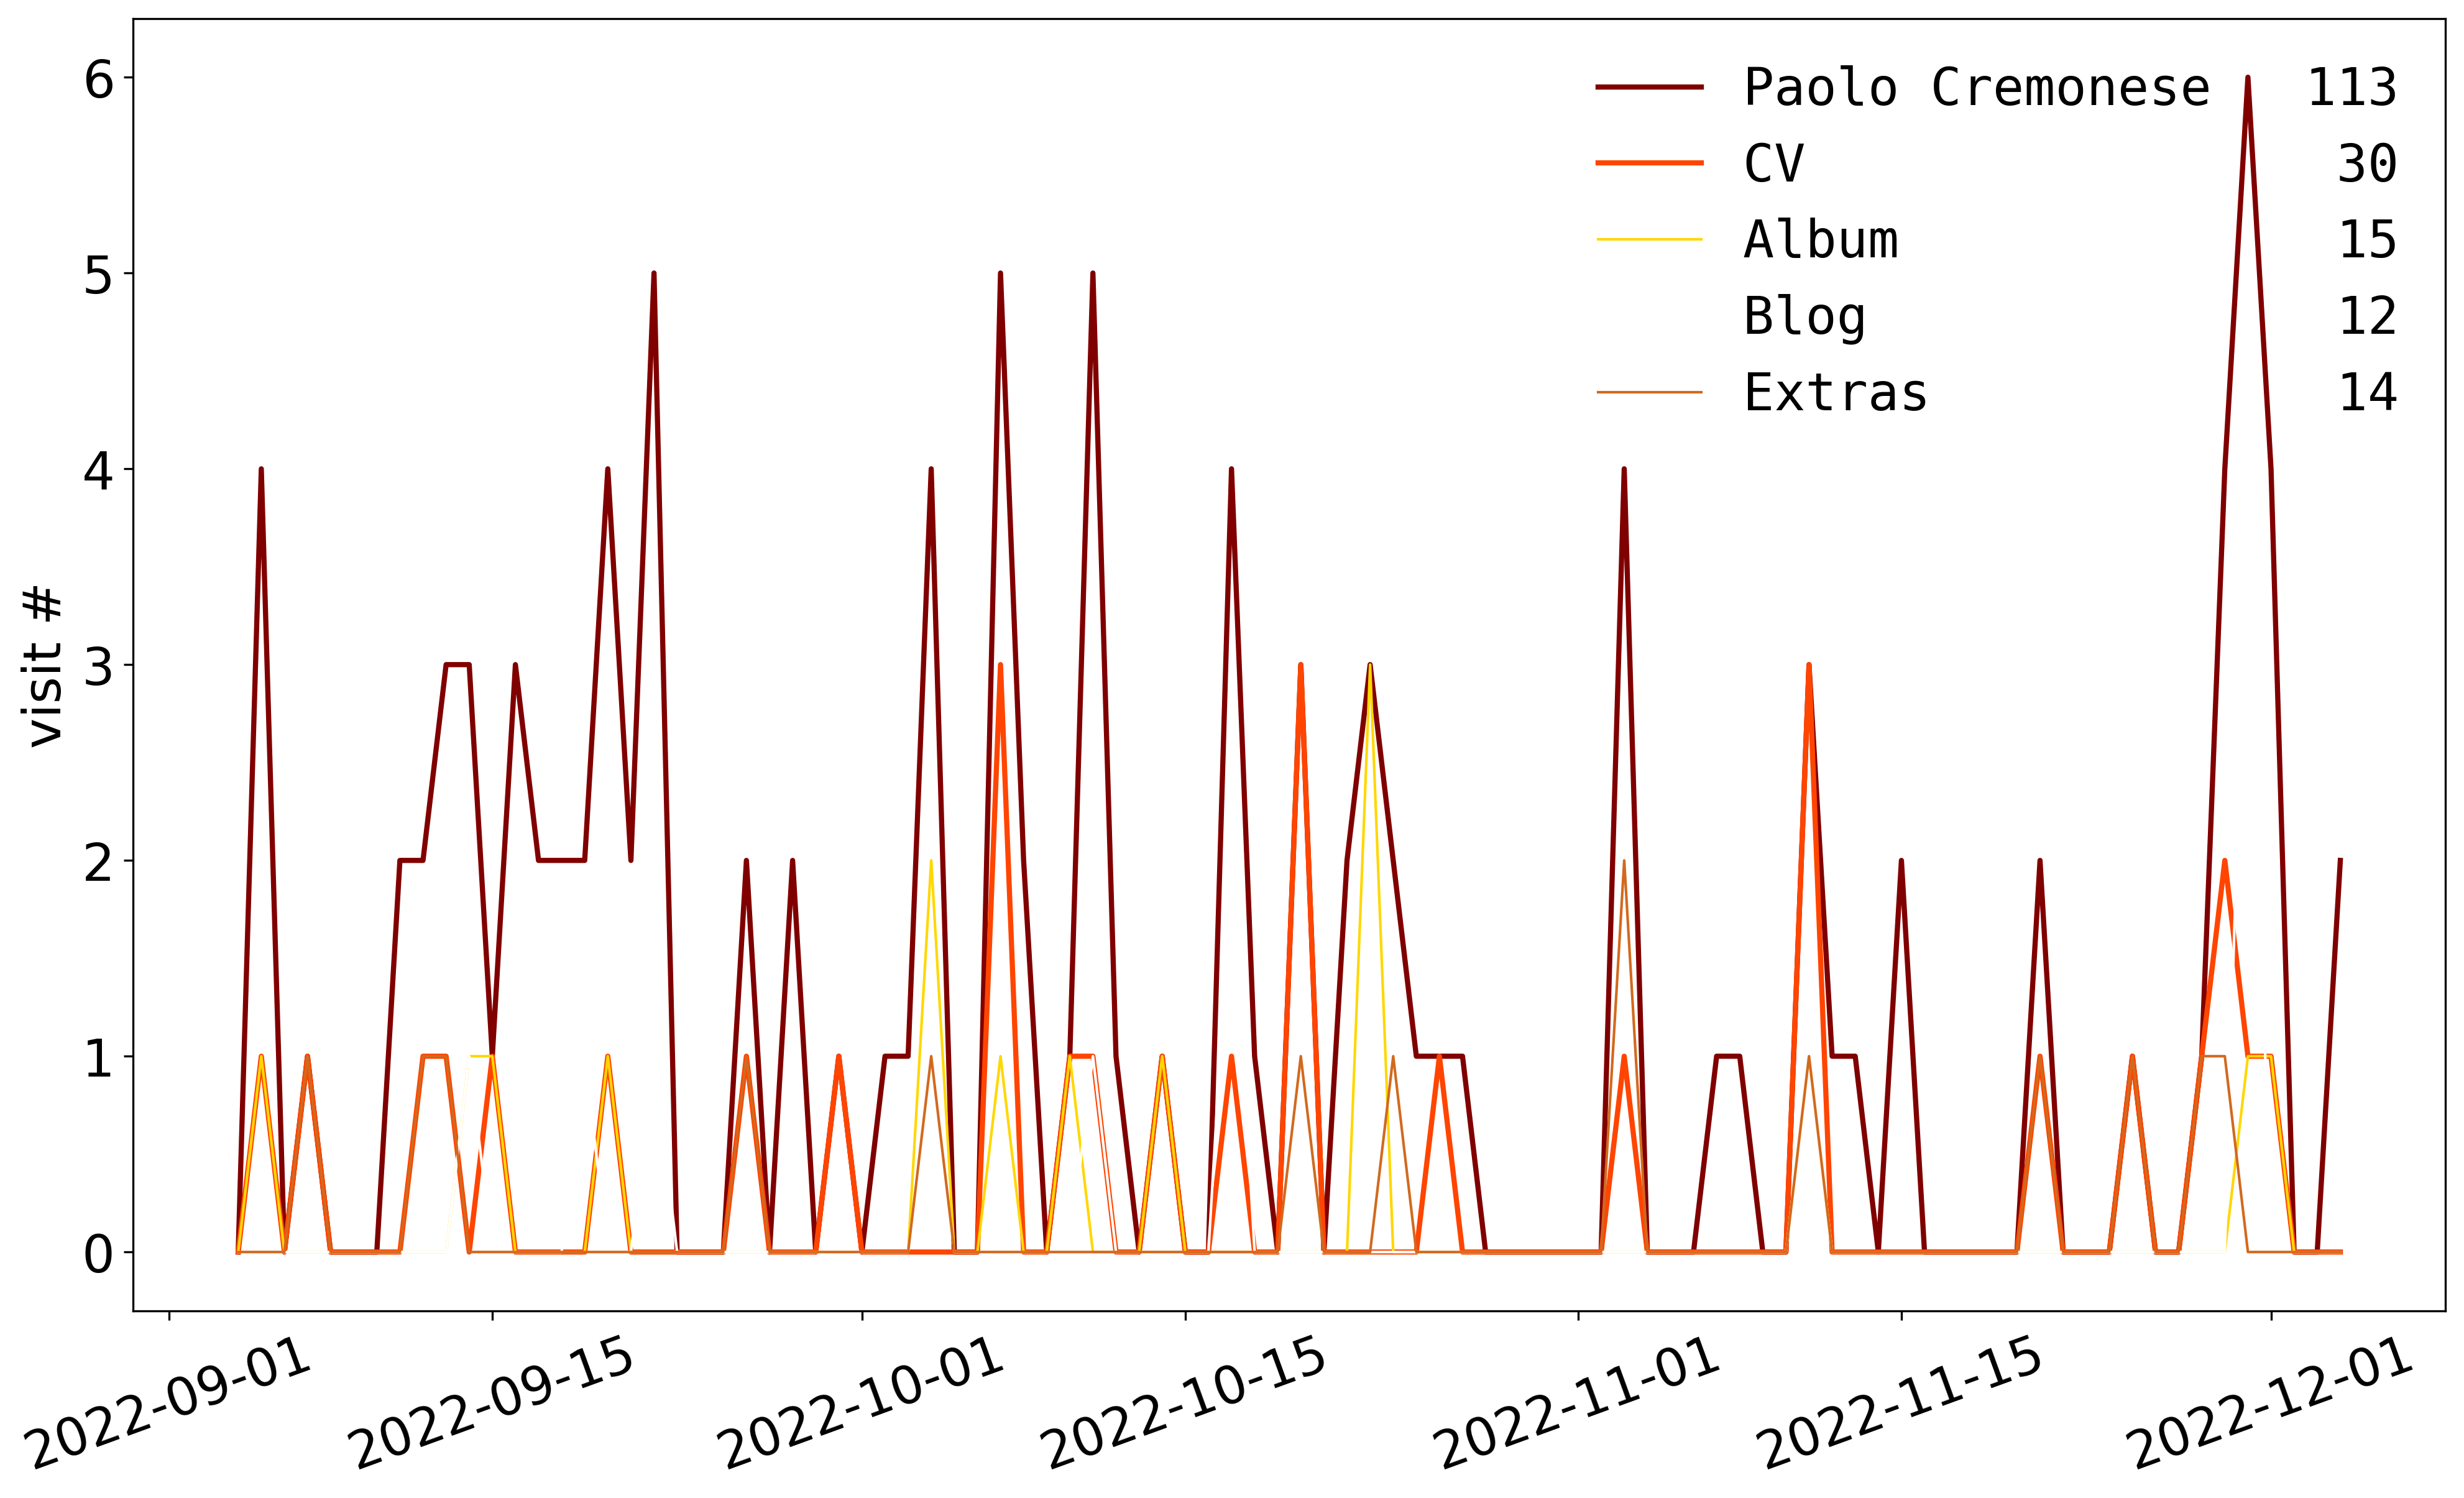 6
5
4
3
2
1
0
visit #
Paolo Cremonese 113
CV 30
Album 15
Blog 12
Extras 14
2022-09-01
2022-09-15
2022-10-01
2022-10-15
2022-11-01
2022-11-15
2022-12-01